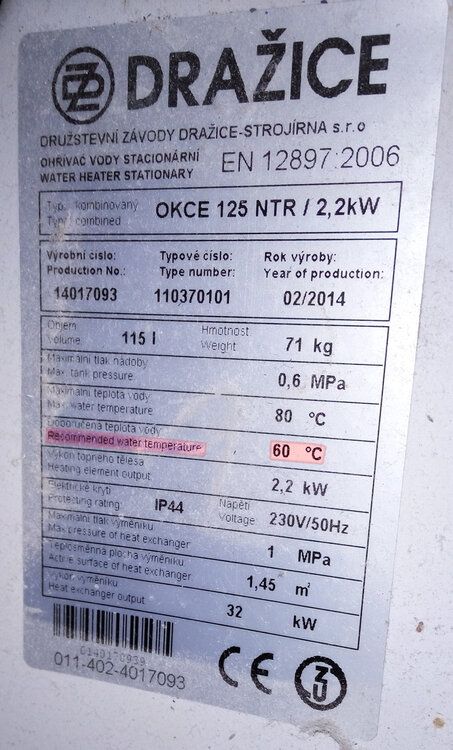 DRAŽICE
DRUŽSTEVNÍ ZÁVODY DRAŽICE-STROJÍRNA s.r.o
OHŘÍVAČ VODY STACIONÁRNÍ
WATER HEATER STATIONARY EN 12897:2006
Typ: kombinovaný
Type: combined OKCE 125 NTR / 2,2kW
Výrobní číslo: Typové číslo: Rok výroby:
Production No.: Type number: Year of production:
14017093 110370101 02/2014
Objem Hmotnost
Volume 115 l Weight 71 kg
Maximální tlak nádoby
Max. tank pressure 0,6 MPa
Maximální teplota vody
Max. water temperature 80 °C
Doporučená teplota vody
Recommended water temperature 60 °C
Výkon topného tělesa
Heating element output 2,2 kW
Elektrické krytí Napětí
Protecting rating: IP44 Voltage 230V/50Hz
Maximální tlak výměníku
Max.pressure of heat exchanger 1 MPa
Teplosměnná plocha výměníku
Active surface of heat exchanger 1,45 m²
Výkon výměníku
Heat exchanger output 32 kW
011-402-4017093 CE